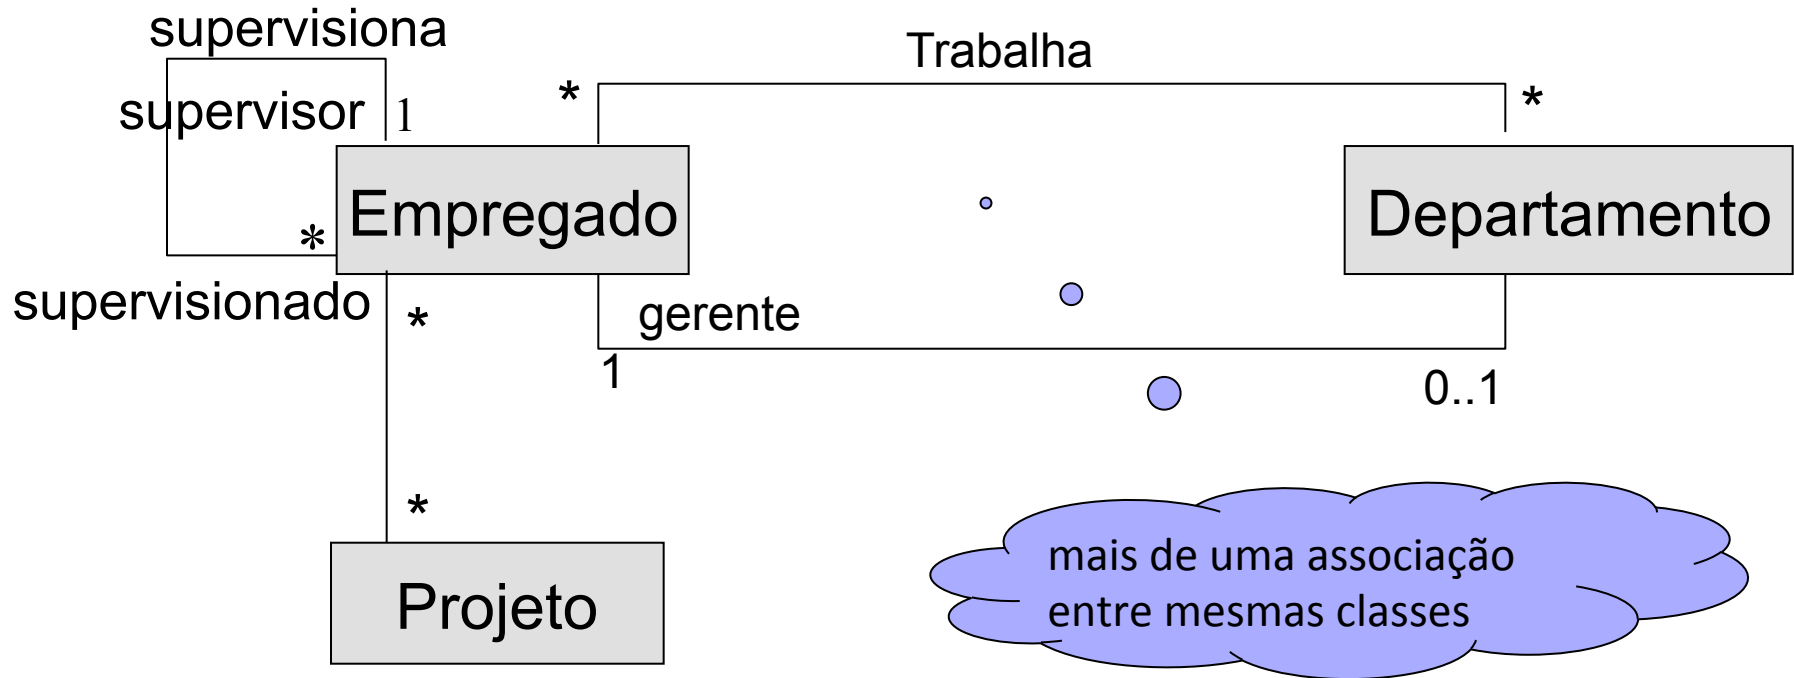 supervisiona
Trabalha
supervisor 1
*
*
Empregado
Departamento
*
supervisionado
*
gerente
1
0..1
*
Projeto
mais de uma associação
entre mesmas classes